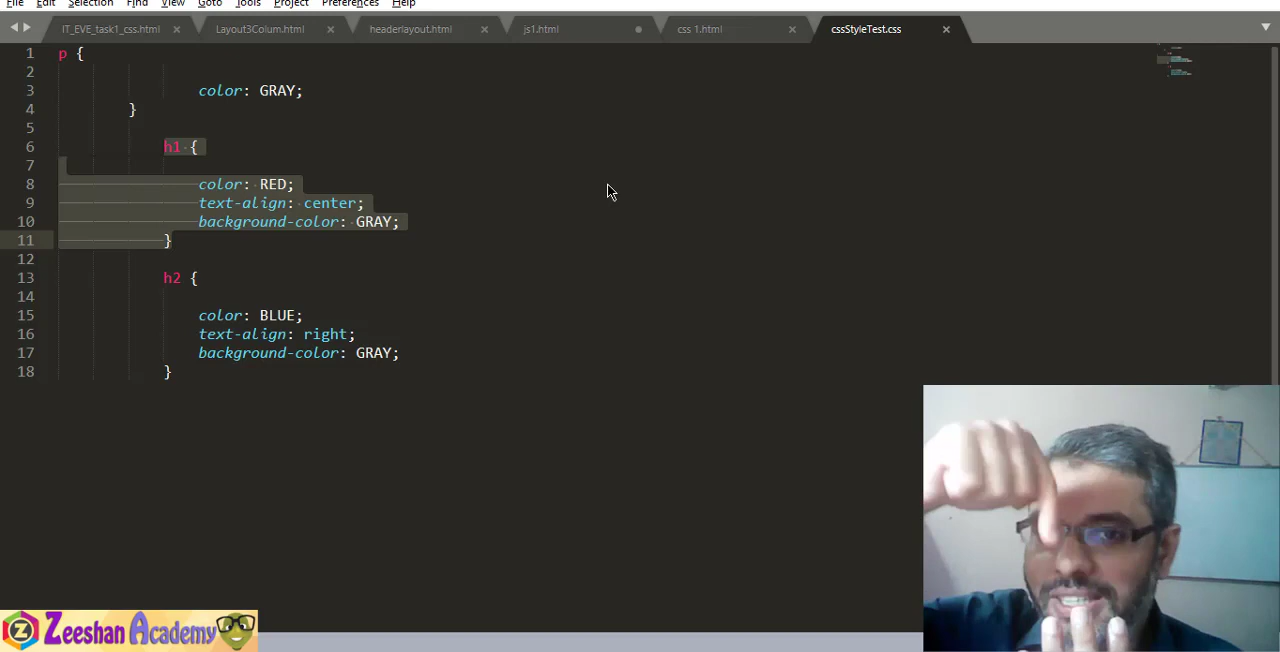 File Edit Selection Find View Goto Tools Project Preferences Help
IT_EVE_task1_css.html × Layout3Colum.html × headerlayout.html × js1.html css 1.html × cssStyleTest.css ×
1 p {
2
3 color: GRAY;
4 }
5
6 h1 {
7
8 color: RED;
9 text-align: center;
10 background-color: GRAY;
11 }
12
13 h2 {
14
15 color: BLUE;
16 text-align: right;
17 background-color: GRAY;
18 }
Z Zeeshan Academy